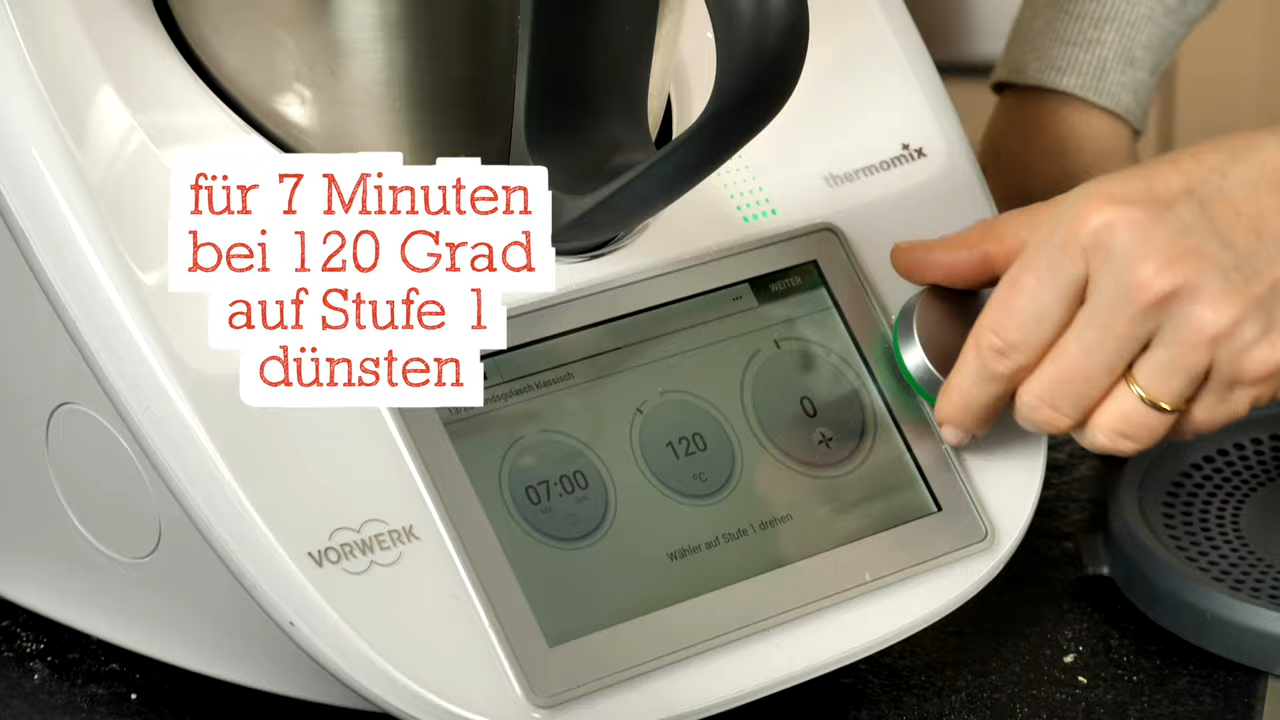 für 7 Minuten
bei 120 Grad
auf Stufe 1
dünsten
thermomix
WEITER
klassisch
07:00
120
°C
0
Wähler auf Stufe 1 drehen
VORWERK